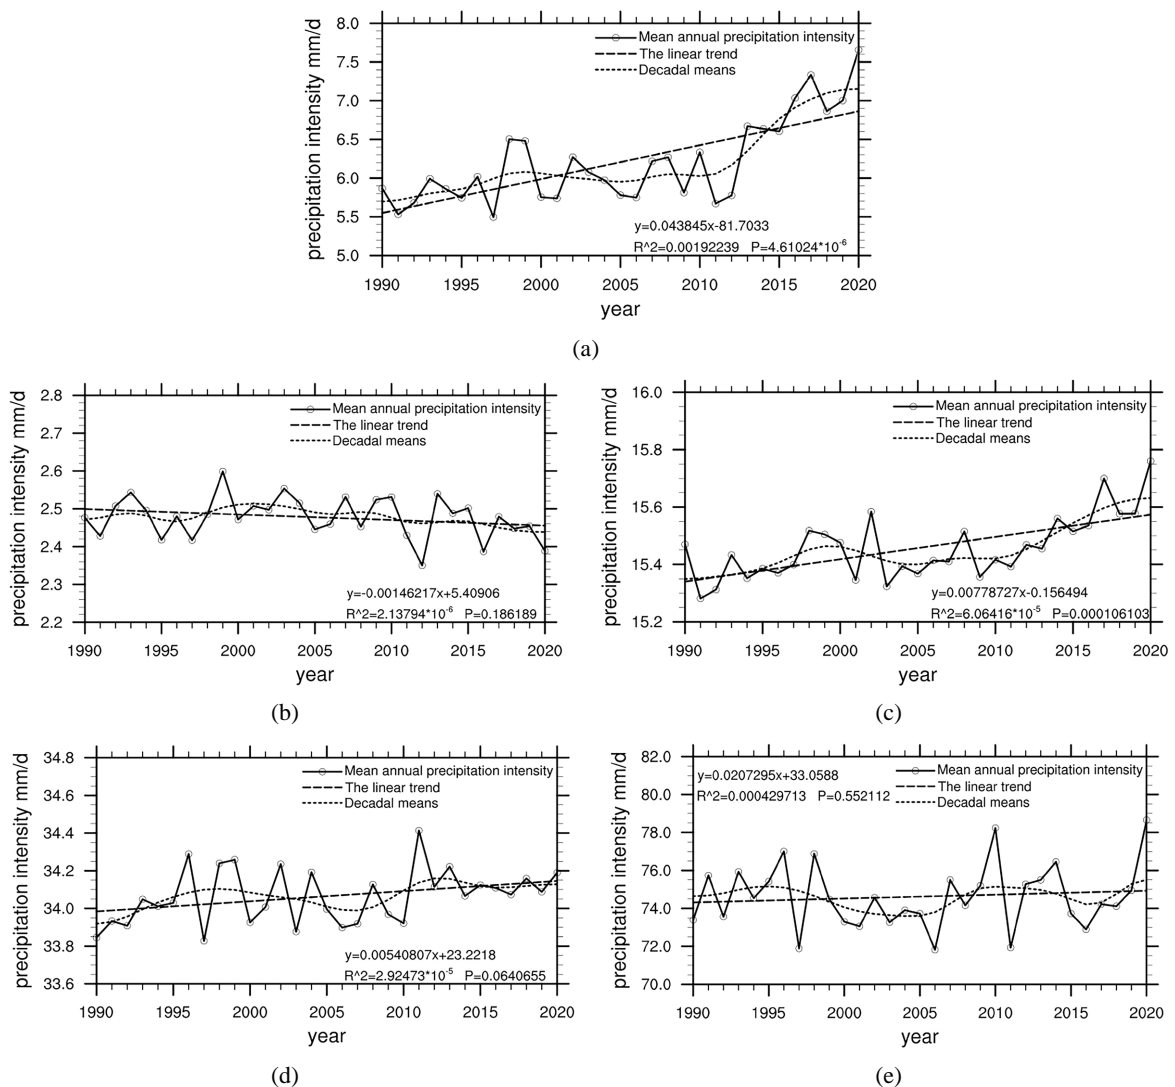 8.0
7.5
7.0
6.5
6.0
5.5
5.0
precipitation intensity mm/d
Mean annual precipitation intensity
The linear trend
Decadal means
y=0.043845x-81.7033
R^2=0.00192239 P=4.61024*10-6
1990 1995 2000 2005 2010 2015 2020
year
(a)
2.8
2.7
2.6
2.5
2.4
2.3
2.2
precipitation intensity mm/d
Mean annual precipitation intensity
The linear trend
Decadal means
y=-0.00146217x+5.40906
R^2=2.13794*10-6 P=0.186189
1990 1995 2000 2005 2010 2015 2020
year
(b)
16.0
15.8
15.6
15.4
15.2
precipitation intensity mm/d
Mean annual precipitation intensity
The linear trend
Decadal means
y=0.00778727x-0.156494
R^2=6.06416*10-5 P=0.000106103
1990 1995 2000 2005 2010 2015 2020
year
(c)
34.8
34.6
34.4
34.2
34.0
33.8
33.6
precipitation intensity mm/d
Mean annual precipitation intensity
The linear trend
Decadal means
y=0.00540807x+23.2218
R^2=2.92473*10-5 P=0.0640655
1990 1995 2000 2005 2010 2015 2020
year
(d)
82.0
80.0
78.0
76.0
74.0
72.0
70.0
precipitation intensity mm/d
y=0.0207295x+33.0588
R^2=0.000429713 P=0.552112
Mean annual precipitation intensity
The linear trend
Decadal means
1990 1995 2000 2005 2010 2015 2020
year
(e)